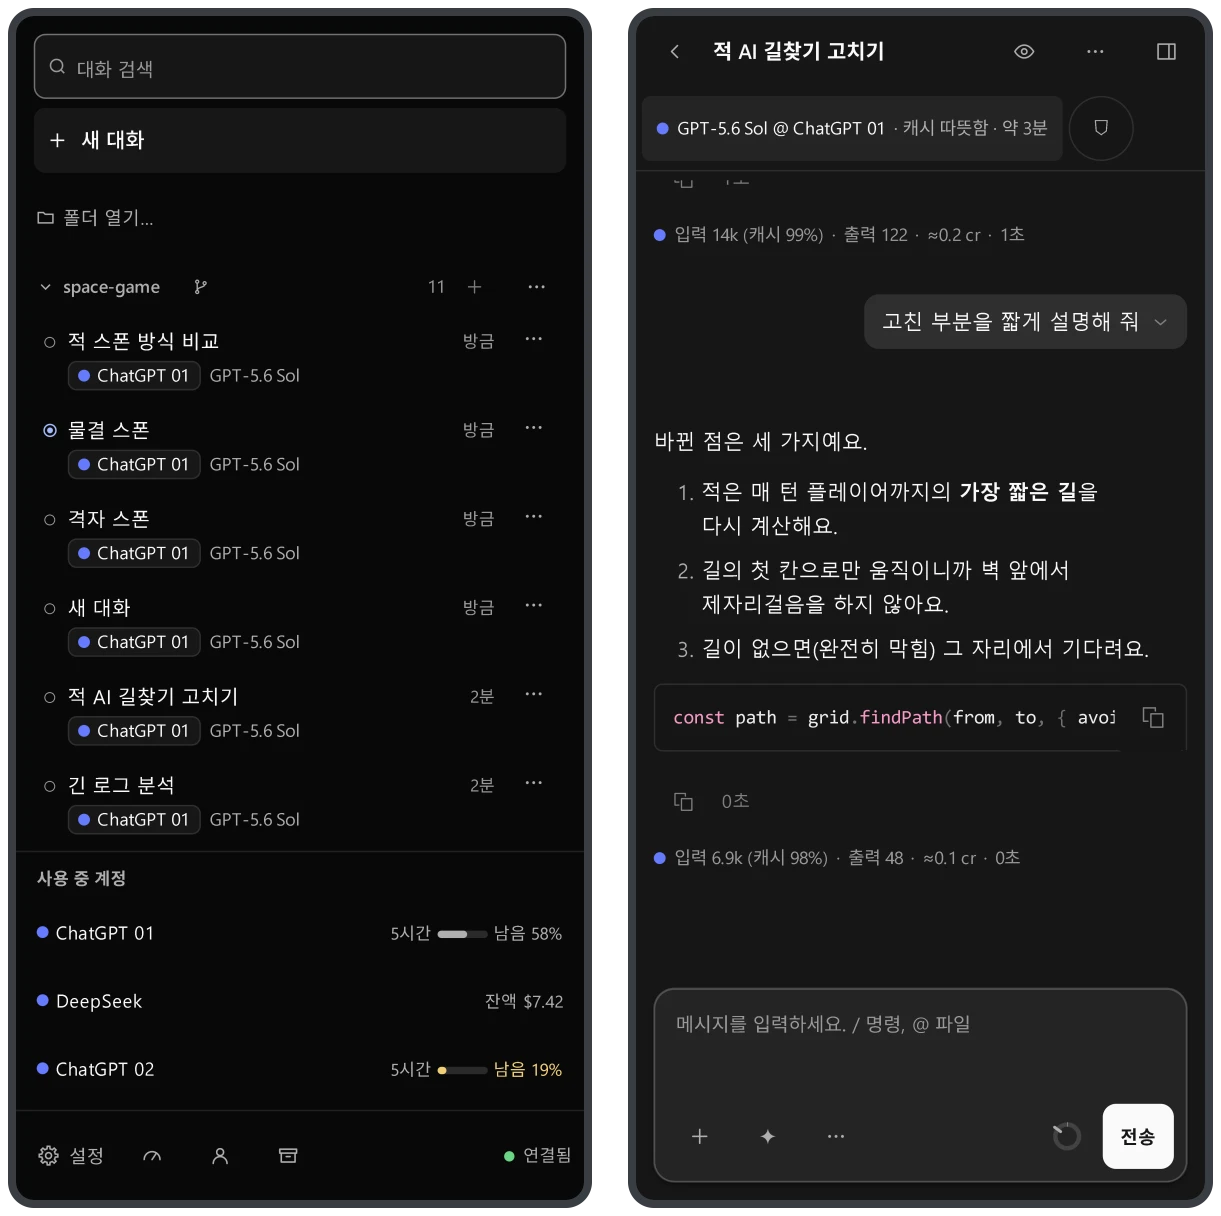 대화 검색
새 대화
폴더 열기...
space-game 11
적 스폰 방식 비교 방금
ChatGPT 01 GPT-5.6 Sol
물결 스폰 방금
ChatGPT 01 GPT-5.6 Sol
격자 스폰 방금
ChatGPT 01 GPT-5.6 Sol
새 대화 방금
ChatGPT 01 GPT-5.6 Sol
적 AI 길찾기 고치기 2분
ChatGPT 01 GPT-5.6 Sol
긴 로그 분석 2분
ChatGPT 01 GPT-5.6 Sol
사용 중 계정
ChatGPT 01 5시간 남음 58%
DeepSeek 잔액 $7.42
ChatGPT 02 5시간 남음 19%
설정 연결됨
적 AI 길찾기 고치기
GPT-5.6 Sol @ ChatGPT 01 · 캐시 따뜻함 · 약 3분
입력 14k (캐시 99%) · 출력 122 · ≈0.2 cr · 1초
고친 부분을 짧게 설명해 줘
바뀐 점은 세 가지예요.
1. 적은 매 턴 플레이어까지의 가장 짧은 길을
다시 계산해요.
2. 길의 첫 칸으로만 움직이니까 벽 앞에서
제자리걸음을 하지 않아요.
3. 길이 없으면(완전히 막힘) 그 자리에서 기다려요.
const path = grid.findPath(from, to, { avoi
0초
입력 6.9k (캐시 98%) · 출력 48 · ≈0.1 cr · 0초
메시지를 입력하세요. / 명령, @ 파일
전송